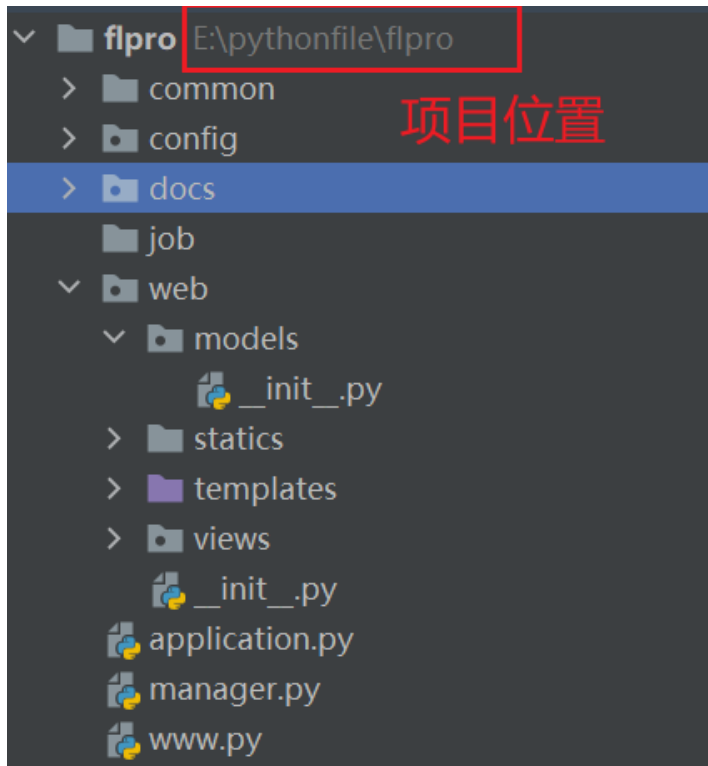 flpro E:\pythonfile\flpro
common
项目位置
config
docs
job
web
models
__init__.py
statics
templates
views
__init__.py
application.py
manager.py
www.py